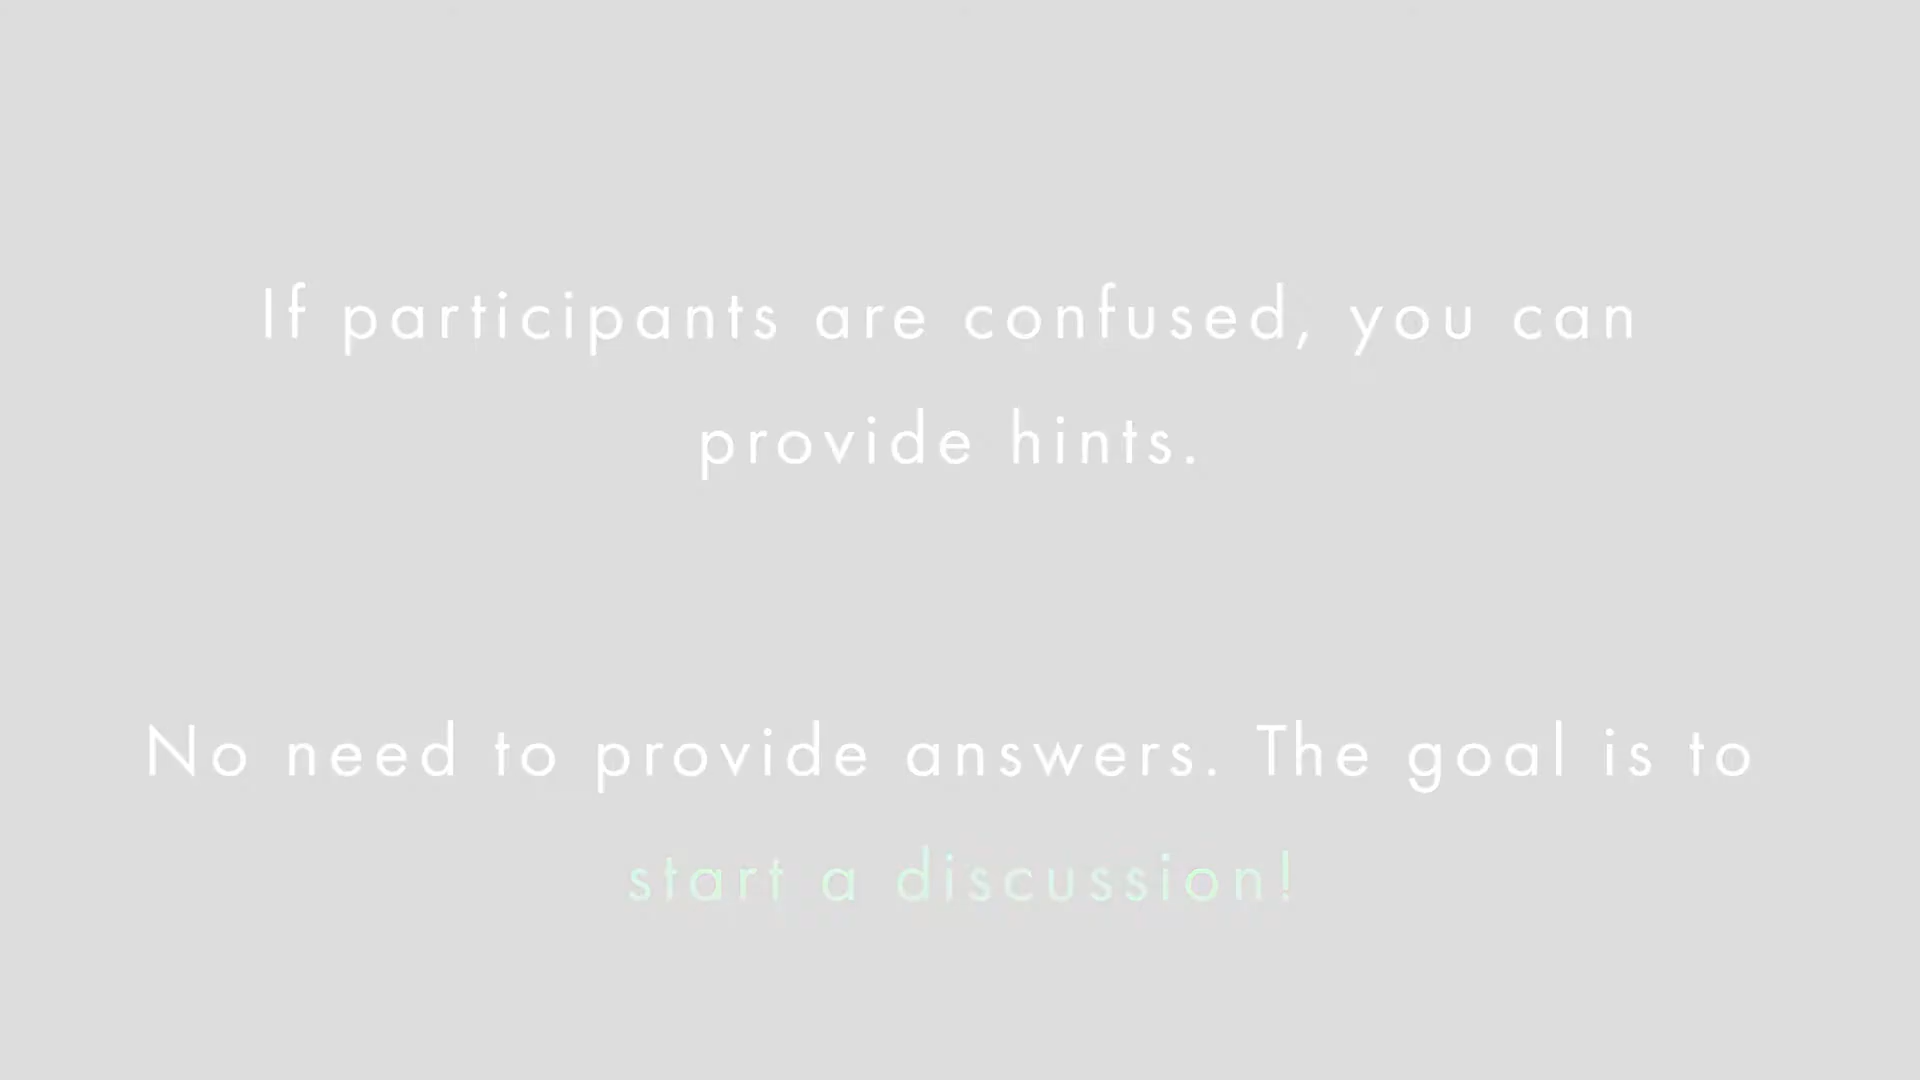 If participants are confused, you can
provide hints.
No need to provide answers. The goal is to
start a discussion!